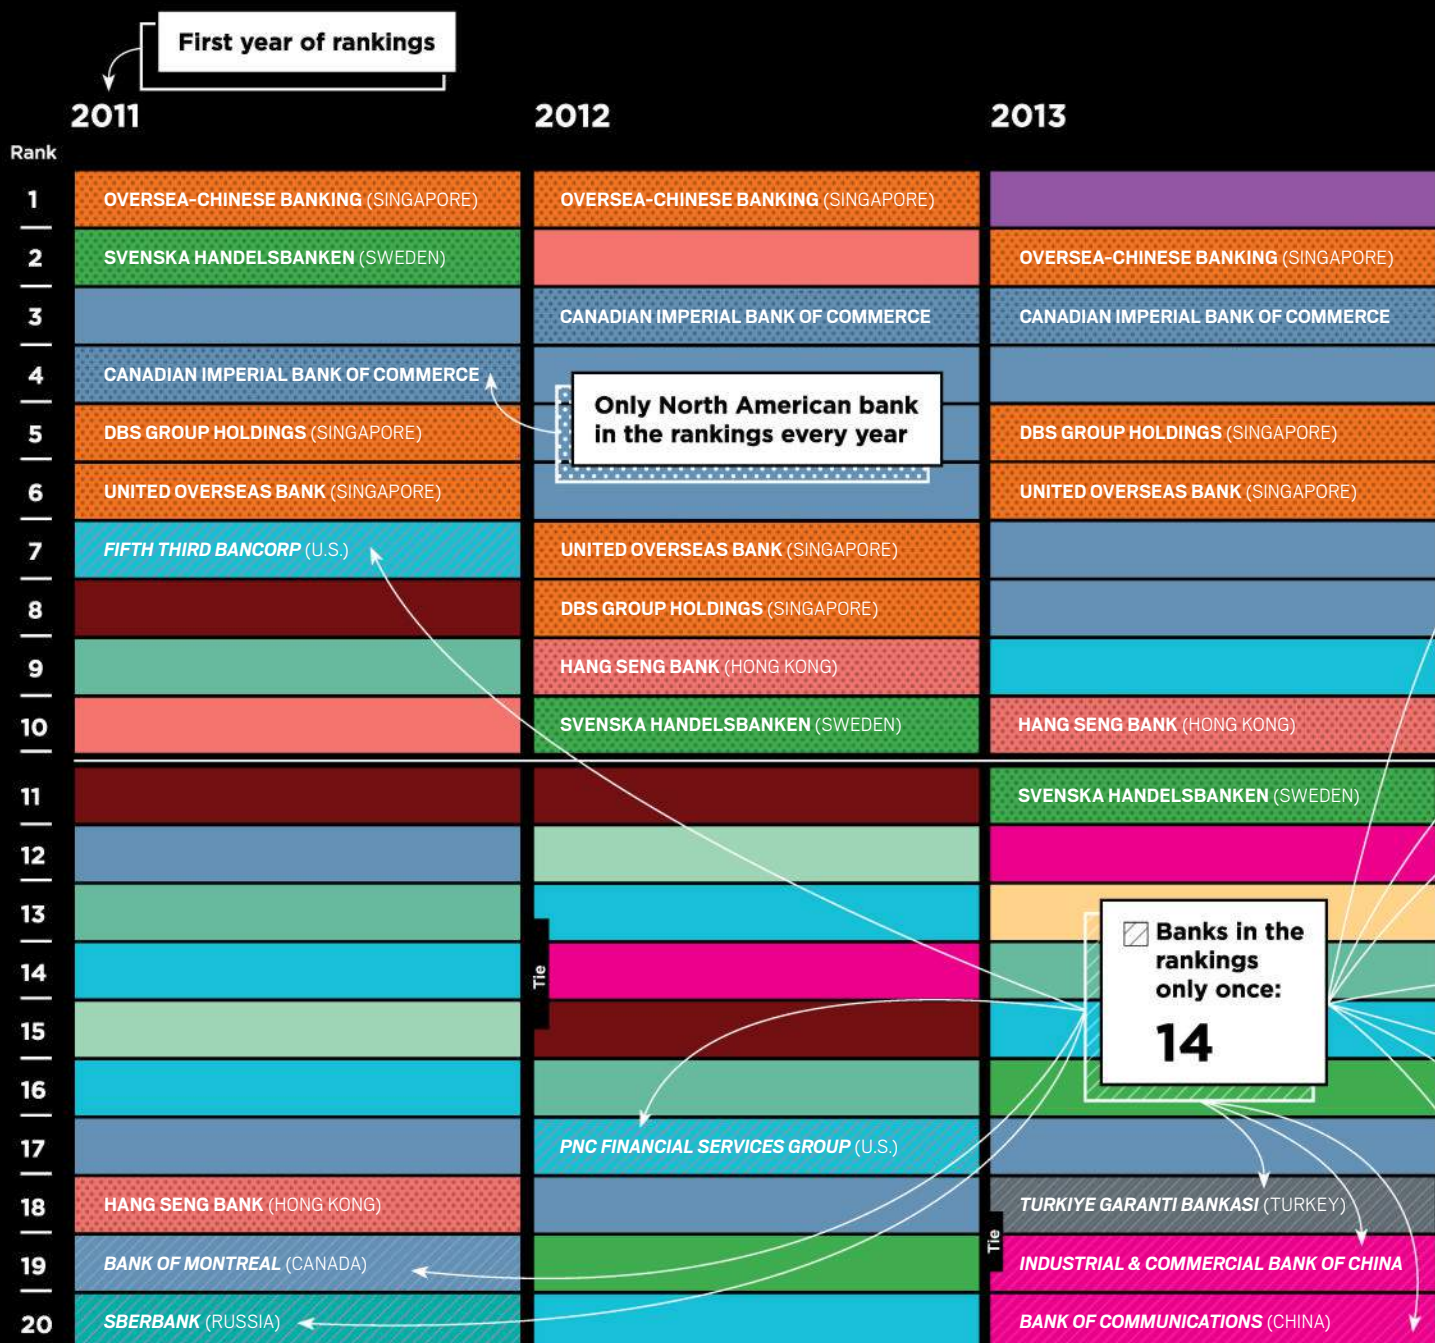 First year of rankings
2011
2012
2013
Rank
1
OVERSEA-CHINESE BANKING (SINGAPORE)
OVERSEA-CHINESE BANKING (SINGAPORE)
2
SVENSKA HANDELSBANKEN (SWEDEN)
OVERSEA-CHINESE BANKING (SINGAPORE)
3
CANADIAN IMPERIAL BANK OF COMMERCE
CANADIAN IMPERIAL BANK OF COMMERCE
4
CANADIAN IMPERIAL BANK OF COMMERCE
Only North American bank
in the rankings every year
5
DBS GROUP HOLDINGS (SINGAPORE)
DBS GROUP HOLDINGS (SINGAPORE)
6
UNITED OVERSEAS BANK (SINGAPORE)
UNITED OVERSEAS BANK (SINGAPORE)
7
FIFTH THIRD BANCORP (U.S.)
UNITED OVERSEAS BANK (SINGAPORE)
8
DBS GROUP HOLDINGS (SINGAPORE)
9
HANG SENG BANK (HONG KONG)
10
SVENSKA HANDELSBANKEN (SWEDEN)
HANG SENG BANK (HONG KONG)
11
SVENSKA HANDELSBANKEN (SWEDEN)
12
13
Banks in the
rankings
only once:
14
14
Tie
15
16
17
PNC FINANCIAL SERVICES GROUP (U.S.)
18
HANG SENG BANK (HONG KONG)
TURKIYE GARANTI BANKASI (TURKEY)
Tie
19
BANK OF MONTREAL (CANADA)
INDUSTRIAL & COMMERCIAL BANK OF CHINA
20
SBERBANK (RUSSIA)
BANK OF COMMUNICATIONS (CHINA)